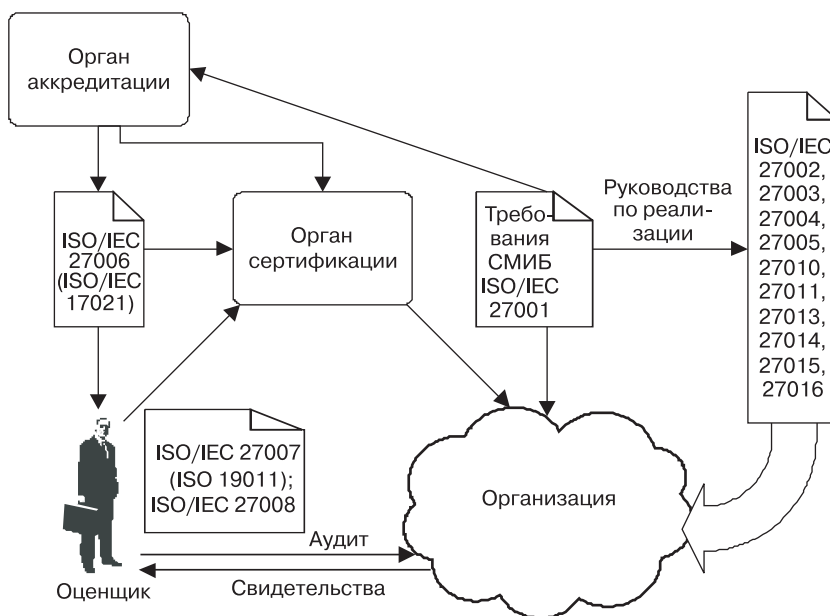 Орган
аккредитации
ISO/IEC
27006
(ISO/IEC
17021)
Орган
сертификации
Требо-
вания
СМИБ
ISO/IEC
27001
Руководства
по реали-
зации
ISO/IEC
27002,
27003,
27004,
27005,
27010,
27011,
27013,
27014,
27015,
27016
ISO/IEC 27007
(ISO 19011);
ISO/IEC 27008
Организация
Аудит
Свидетельства
Оценщик